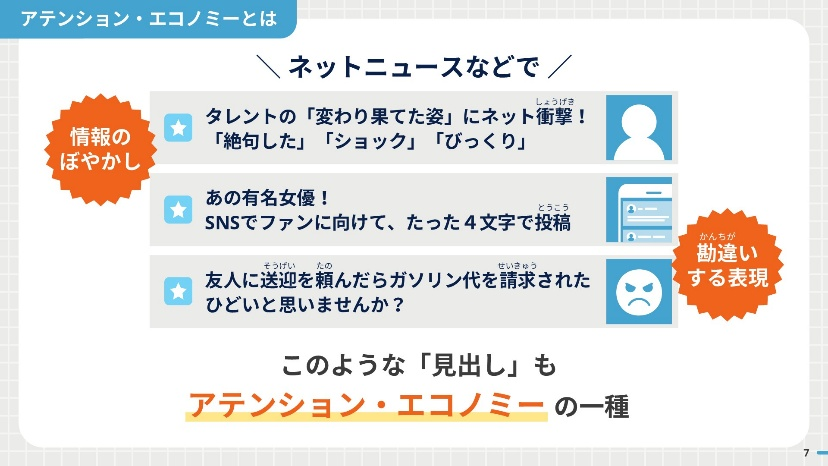 アテンション・エコノミーとは
＼ ネットニュースなどで ／
情報の
ぼやかし
しょうげき
タレントの「変わり果てた姿」にネット衝撃！
「絶句した」「ショック」「びっくり」
あの有名女優！
とうこう
SNSでファンに向けて、たった４文字で投稿
かんちが
勘違い
する表現
そうげい たの せいきゅう
友人に送迎を頼んだらガソリン代を請求された
ひどいと思いませんか？
このような「見出し」も
アテンション・エコノミー の一種
7